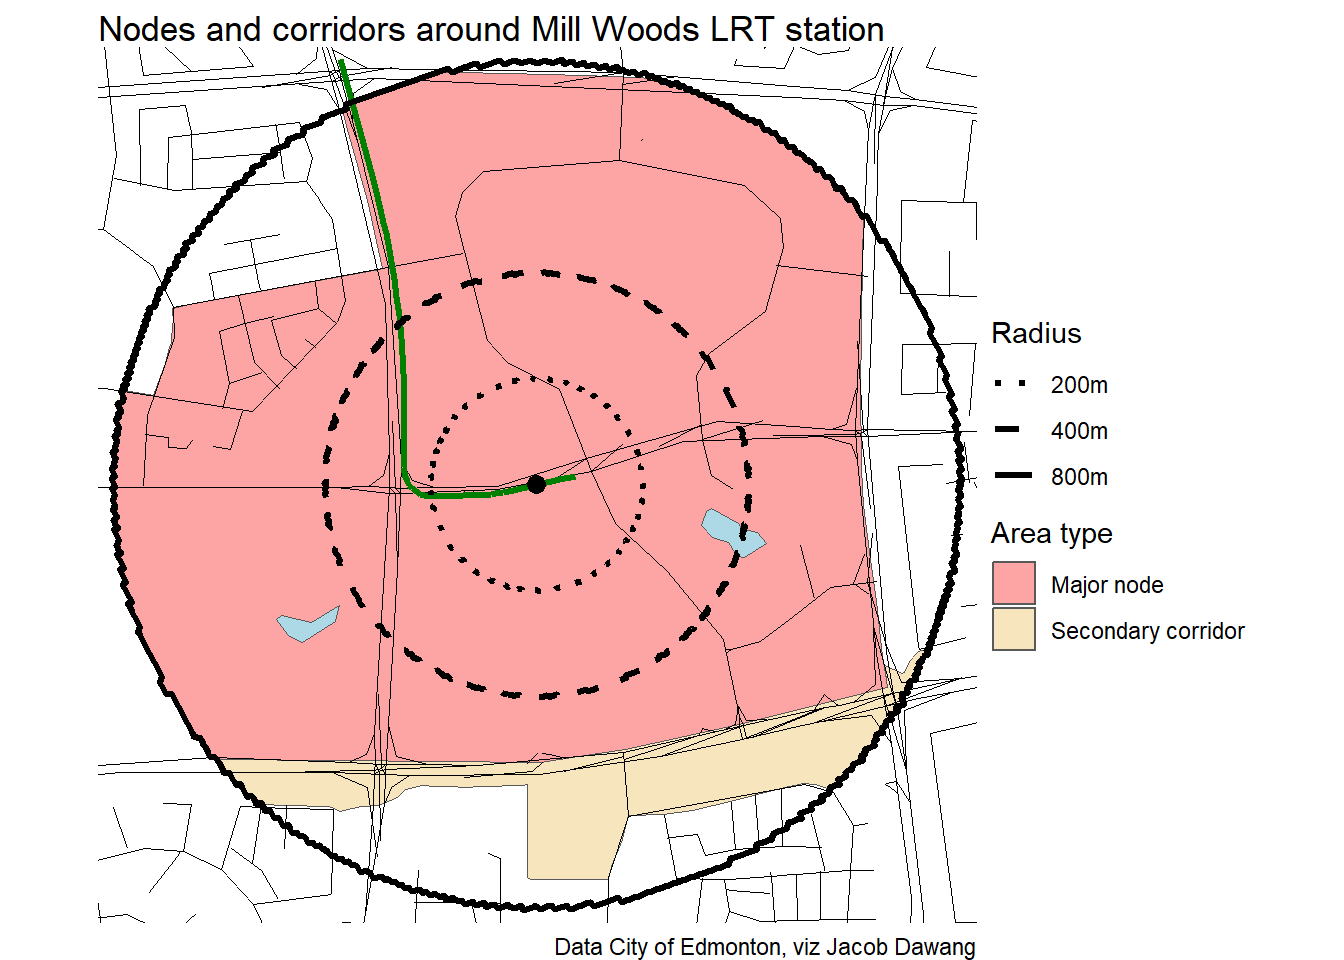 Nodes and corridors around Mill Woods LRT station
Radius
200m
400m
800m
Area type
Major node
Secondary corridor
Data City of Edmonton, viz Jacob Dawang